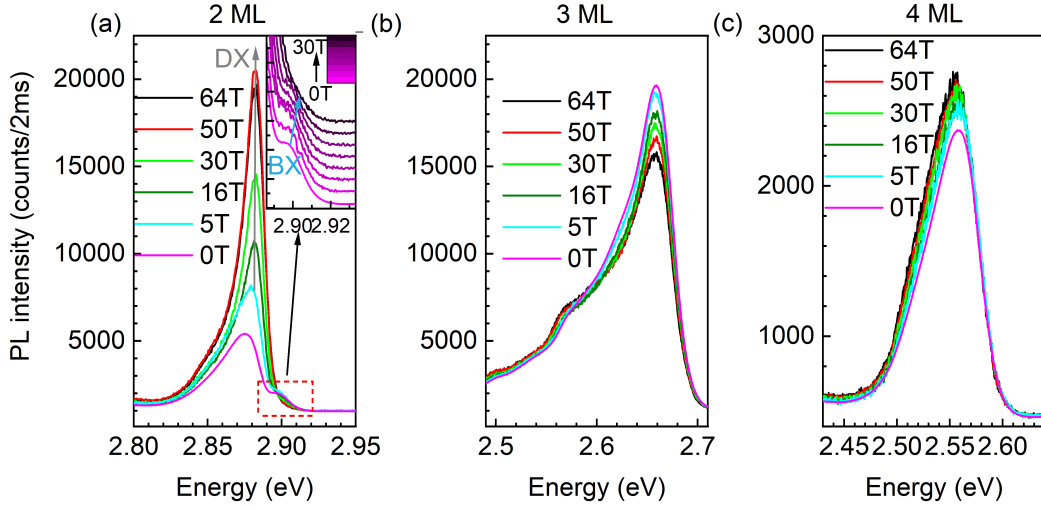 (a)
2 ML
20000
15000
10000
5000
PL intensity (counts/2ms)
2.80
2.85
2.90
2.95
Energy (eV)
64T
50T
30T
16T
5T
0T
DX
30T
0T
BX
2.90
2.92
(b)
3 ML
20000
15000
10000
5000
2.5
2.6
2.7
Energy (eV)
64T
50T
30T
16T
5T
0T
(c)
4 ML
3000
2000
1000
2.45
2.50
2.55
2.60
Energy (eV)
64T
50T
30T
16T
5T
0T